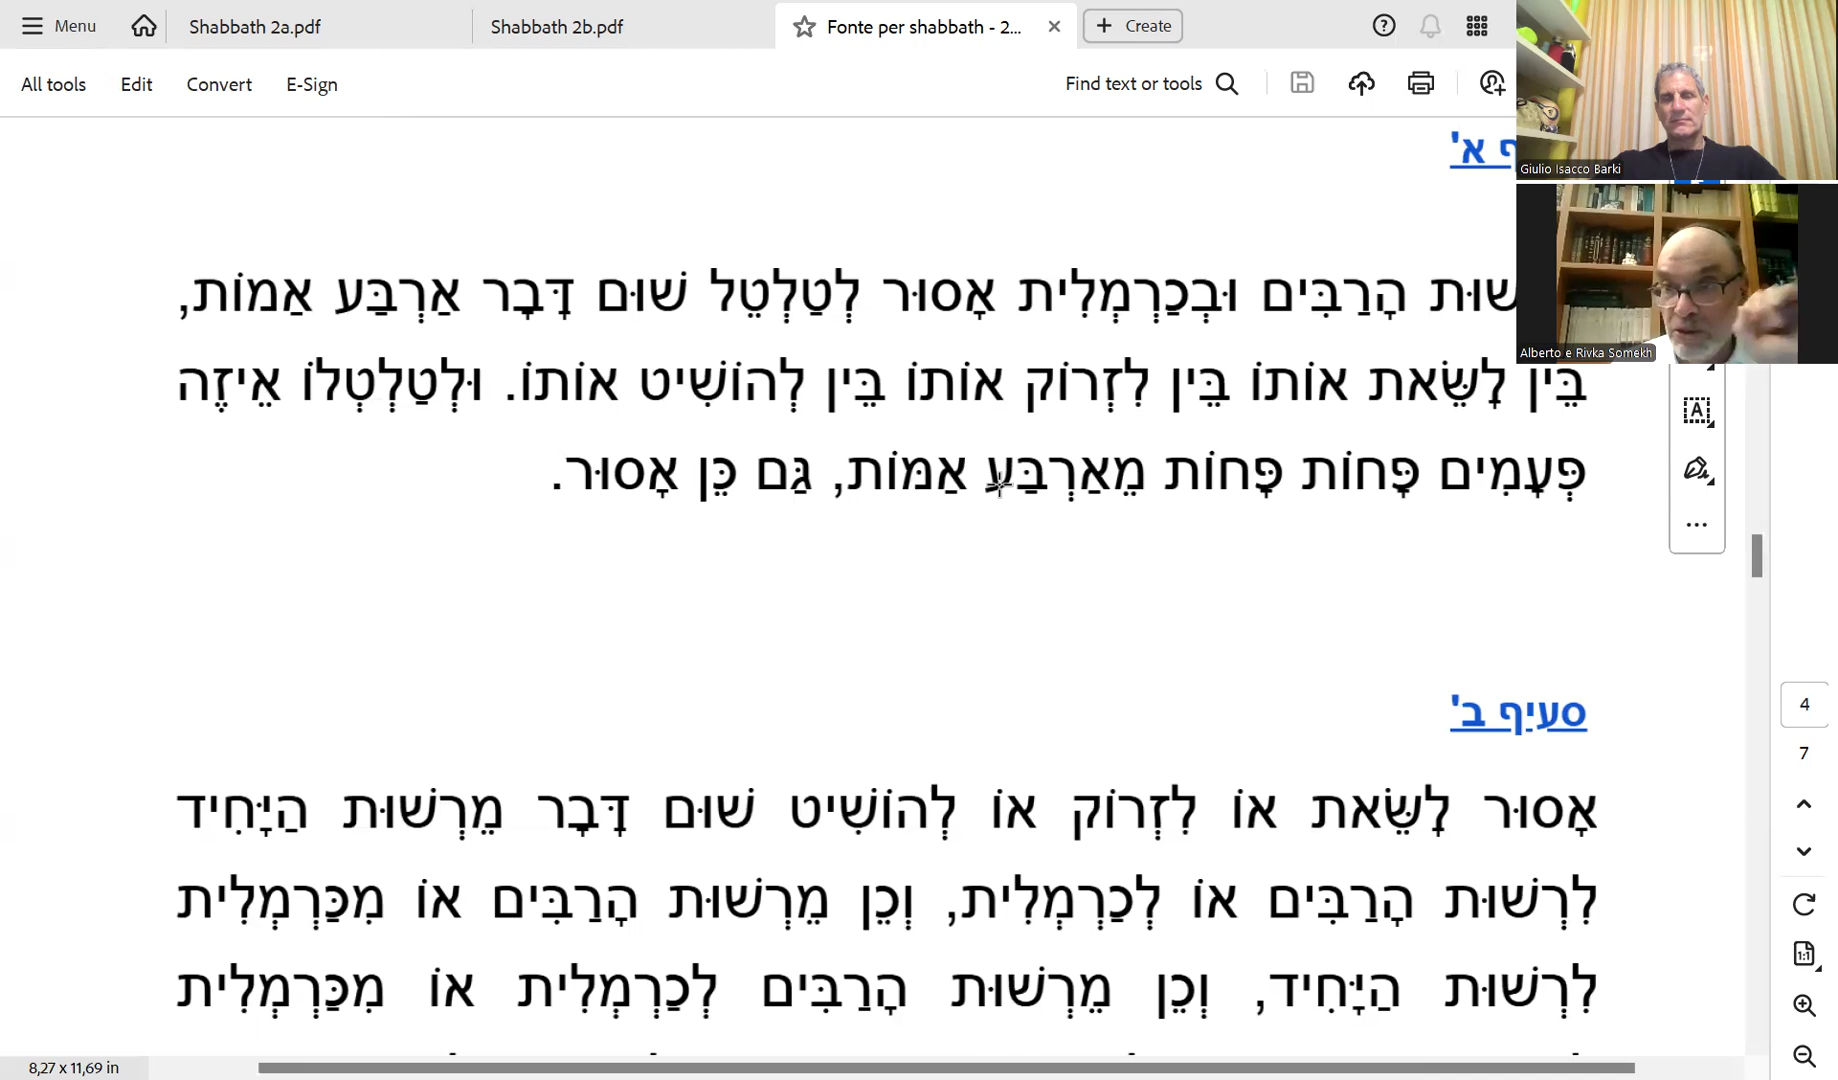 Menu
Shabbath 2a.pdf
Shabbath 2b.pdf
Fonte per shabbath - 2...
Create
All tools
Edit
Convert
E-Sign
Find text or tools
Giulio Isacco Barki
Alberto e Rivka Somekh
ף א'
שׁוּת הָרַבִּים וּבְכַרְמְלִית אָסוּר לְטַלְטֵל שׁוּם דָּבָר אַרְבַּע אַמּוֹת,
בֵּין לָשֵּׂאת אוֹתוֹ בֵּין לִזְרוֹק אוֹתוֹ בֵּין לְהוֹשִׁיט אוֹתוֹ. וּלְטַלְטְלוֹ אֵיזֶה
פְּעָמִים פָּחוֹת פָּחוֹת מֵאַרְבַּע אַמּוֹת, גַּם כֵּן אָסוּר.
סעיף ב'
אָסוּר לָשֵּׂאת אוֹ לִזְרוֹק אוֹ לְהוֹשִׁיט שׁוּם דָּבָר מֵרְשׁוּת הַיָּחִיד
לִרְשׁוּת הָרַבִּים אוֹ לְכַרְמְלִית, וְכֵן מֵרְשׁוּת הָרַבִּים אוֹ מִכַּרְמְלִית
לִרְשׁוּת הַיָּחִיד, וְכֵן מֵרְשׁוּת הָרַבִּים לְכַרְמְלִית אוֹ מִכַּרְמְלִית
4
7
1:1
8,27 x 11,69 in